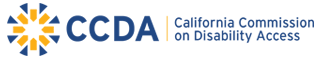 CCDA
California Commission
on Disability Access